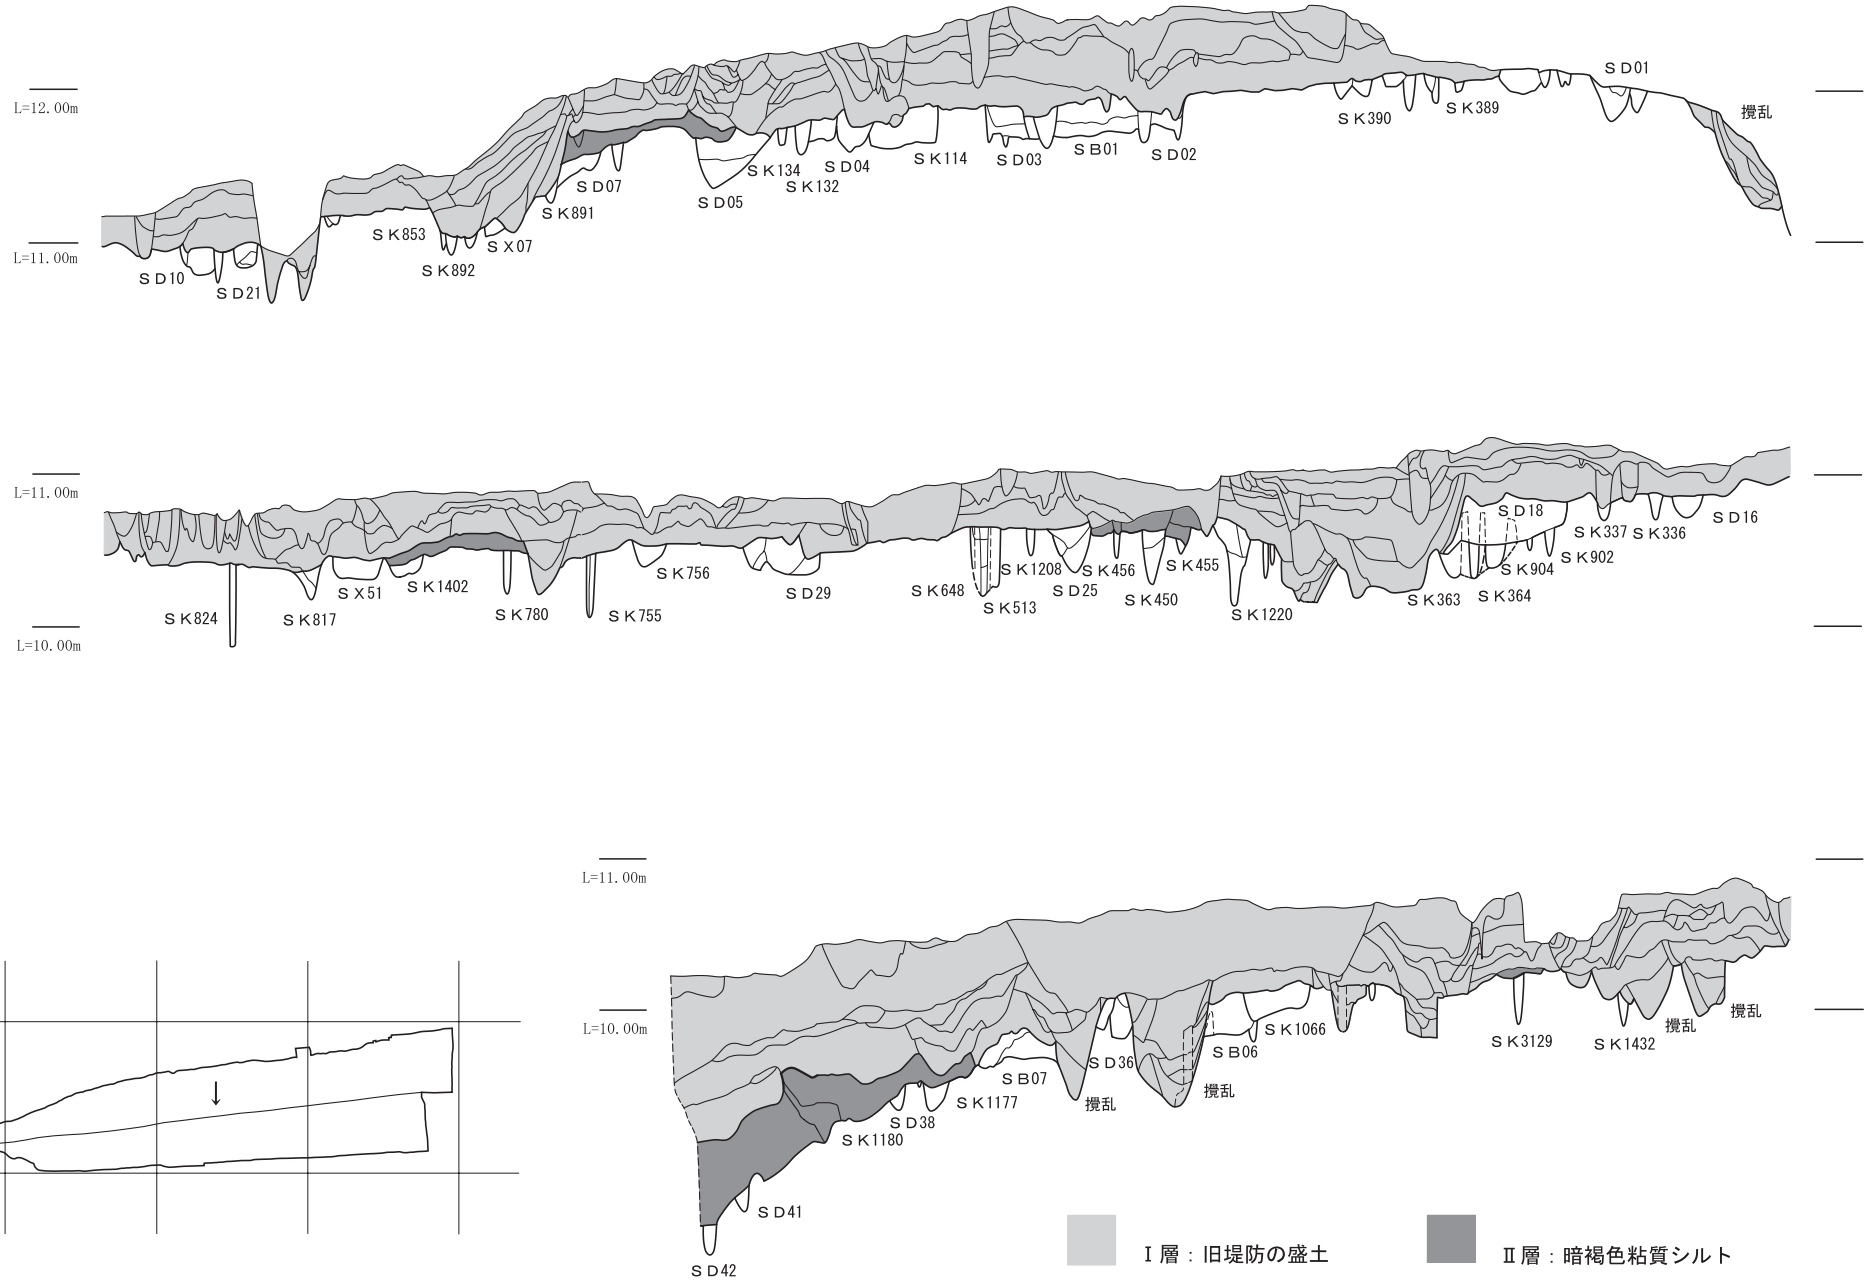 L=12.00m
L=11.00m
SD10
SD21
SK853
SK892
SX07
SK891
SD07
SD05
SK134
SK132
SD04
SK114
SD03
SB01
SD02
SK390
SK389
SD01
攪乱
L=11.00m
L=10.00m
SK824
SK817
SX51
SK1402
SK780
SK755
SK756
SD29
SK648
SK513
SK1208
SD25
SK456
SK450
SK455
SK1220
SK363
SK364
SD18
SK904
SK902
SK337
SK336
SD16
L=11.00m
L=10.00m
SD42
SD41
SK1180
SD38
SK1177
SB07
攪乱
SD36
攪乱
SB06
SK1066
SK3129
SK1432
攪乱
攪乱
Ⅰ層：旧堤防の盛土
Ⅱ層：暗褐色粘質シルト